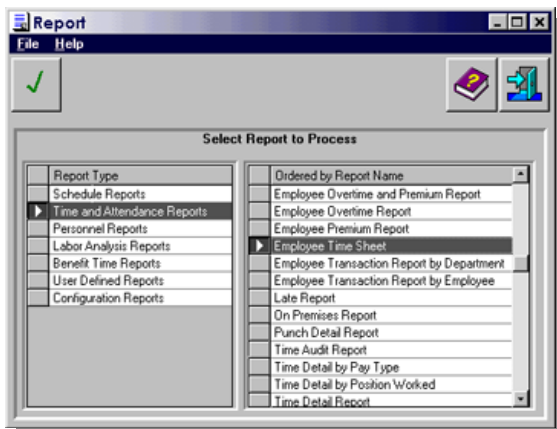 Report
File Help
Select Report to Process
Report Type
Schedule Reports
Time and Attendance Reports
Personnel Reports
Labor Analysis Reports
Benefit Time Reports
User Defined Reports
Configuration Reports
Ordered by Report Name
Employee Overtime and Premium Report
Employee Overtime Report
Employee Premium Report
Employee Time Sheet
Employee Transaction Report by Department
Employee Transaction Report by Employee
Late Report
On Premises Report
Punch Detail Report
Time Audit Report
Time Detail by Pay Type
Time Detail by Position Worked
Time Detail Report